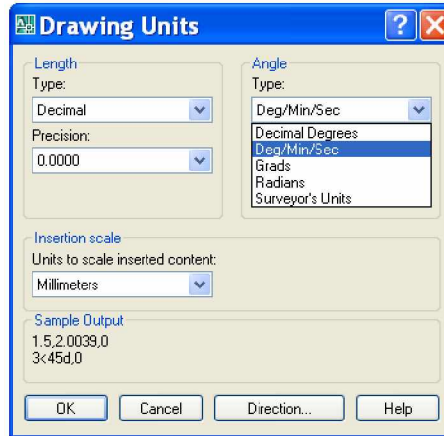 Drawing Units
Length
Type:
Decimal
Precision:
0.0000
Angle
Type:
Deg/Min/Sec
Decimal Degrees
Deg/Min/Sec
Grads
Radians
Surveyor's Units
Insertion scale
Units to scale inserted content:
Millimeters
Sample Output
1.5,2.0039,0
3<45d,0
OK Cancel Direction... Help